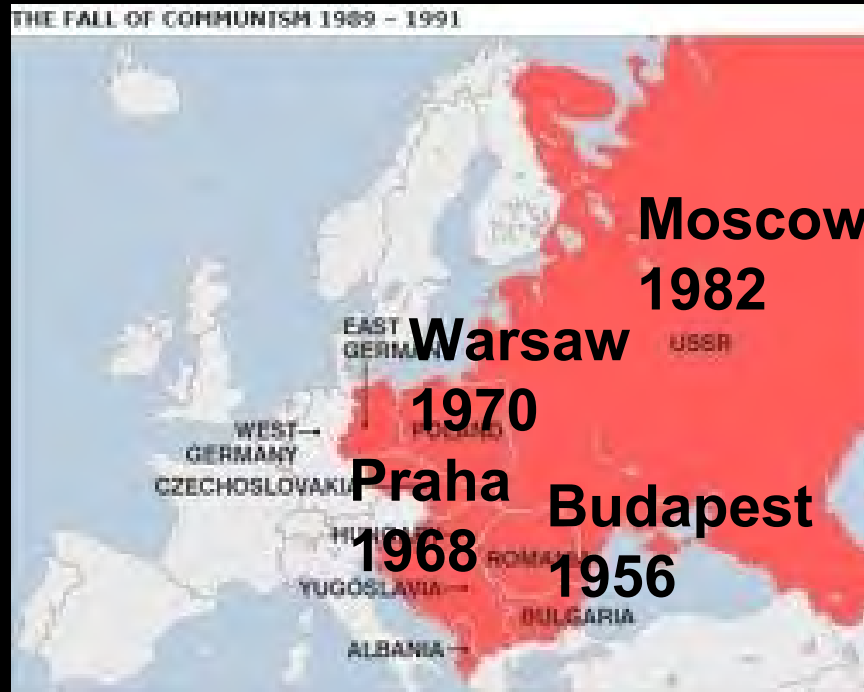 THE FALL OF COMMUNISM 1989 – 1991
Moscow
1982
USSR
EAST
GERMANY
Warsaw
1970
POLAND
WEST
GERMANY
CZECHOSLOVAKIA
Praha
1968
HUNGARY
Budapest
1956
ROMANIA
YUGOSLAVIA
BULGARIA
ALBANIA